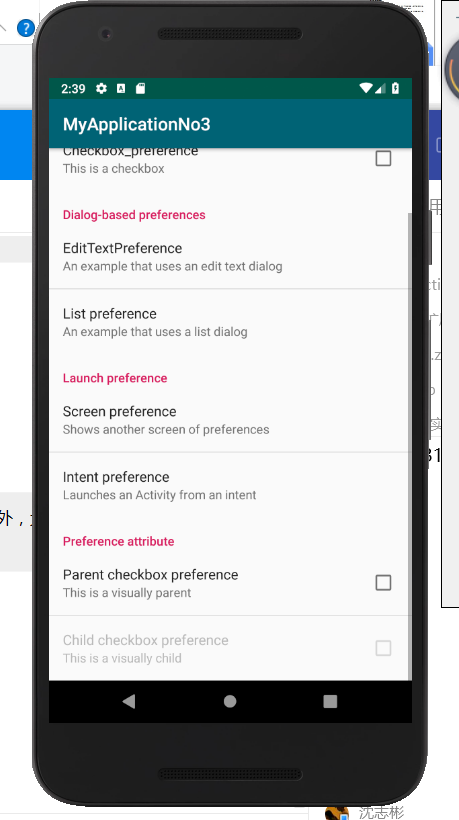 2:39
MyApplicationNo3
Checkbox_preference
This is a checkbox
Dialog-based preferences
EditTextPreference
An example that uses an edit text dialog
List preference
An example that uses a list dialog
Launch preference
Screen preference
Shows another screen of preferences
Intent preference
Launches an Activity from an intent
Preference attribute
Parent checkbox preference
This is a visually parent
Child checkbox preference
This is a visually child
外，
沈志彬